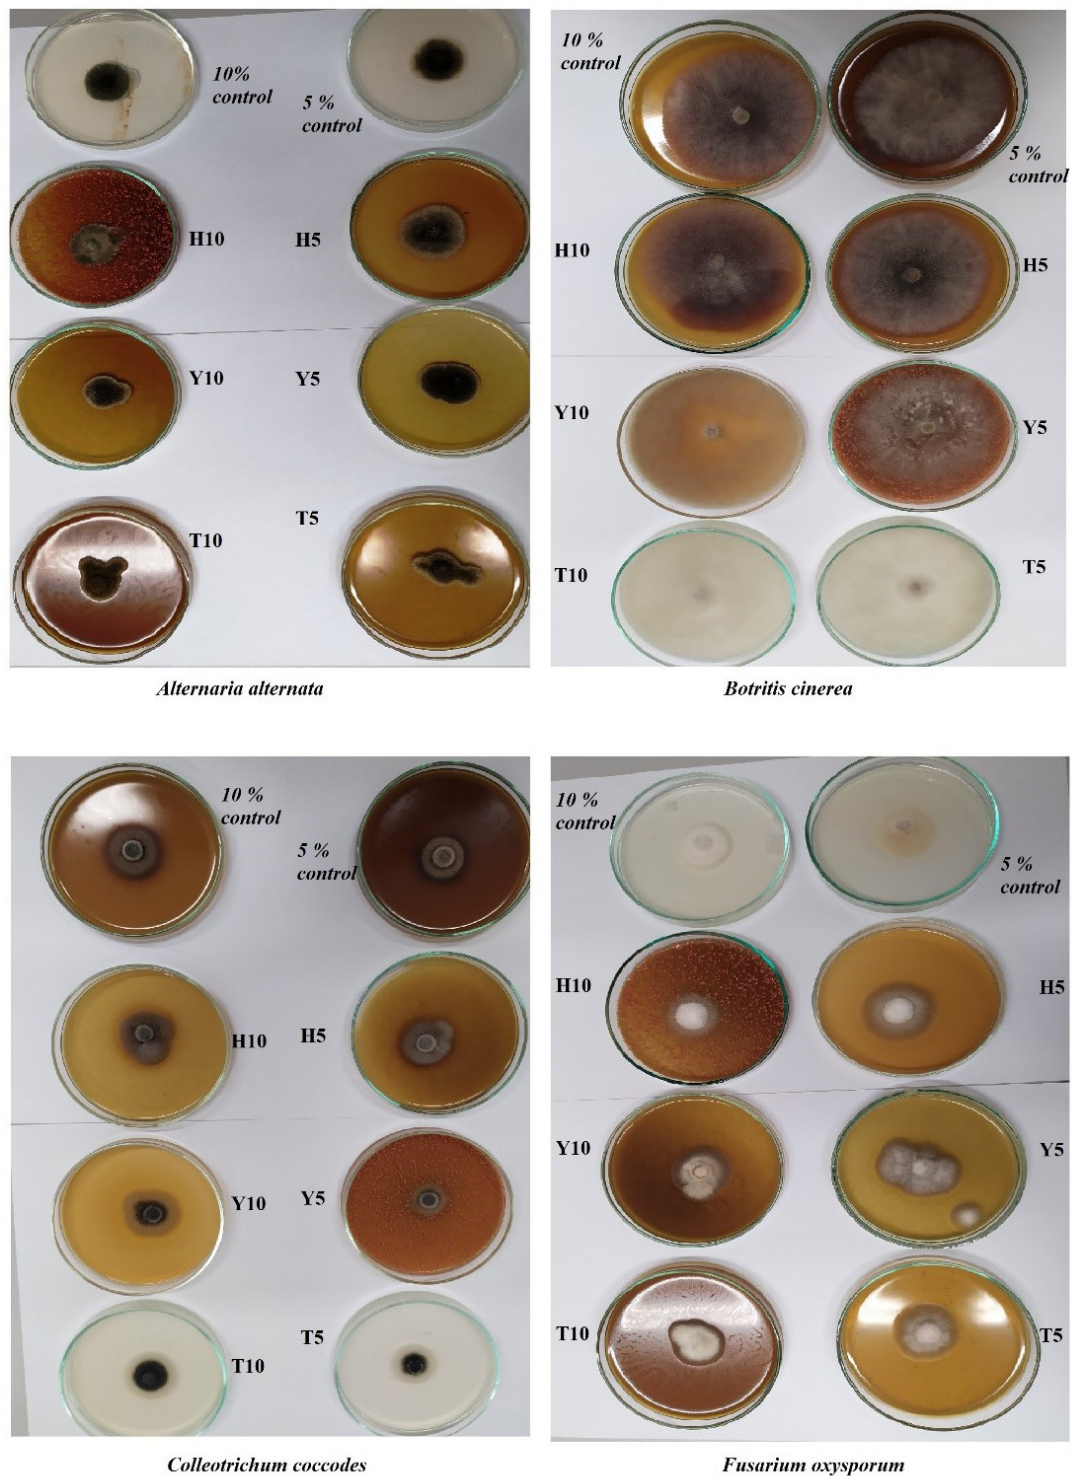 10%
control
5 %
control
H10
H5
Y10
Y5
T10
T5
Alternaria alternata
10 %
control
5 %
control
H10
H5
Y10
Y5
T10
T5
Botritis cinerea
10 %
control
5 %
control
H10
H5
Y10
Y5
T10
T5
Colleotrichum coccodes
10 %
control
5 %
control
H10
H5
Y10
Y5
T10
T5
Fusarium oxysporum